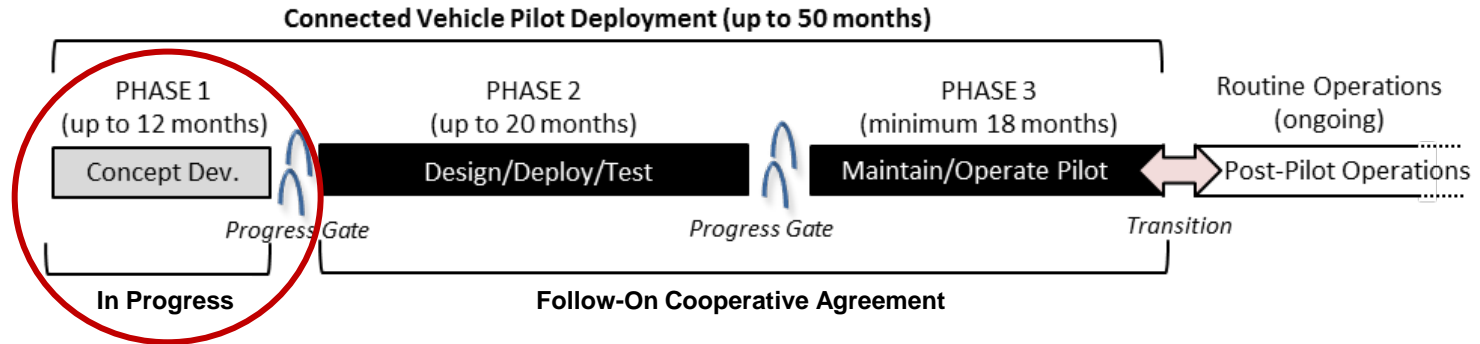 Connected Vehicle Pilot Deployment (up to 50 months)
PHASE 1
(up to 12 months)
Concept Dev.
Progress Gate
In Progress
PHASE 2
(up to 20 months)
Design/Deploy/Test
Progress Gate
PHASE 3
(minimum 18 months)
Maintain/Operate Pilot
Transition
Follow-On Cooperative Agreement
Routine Operations
(ongoing)
Post-Pilot Operations